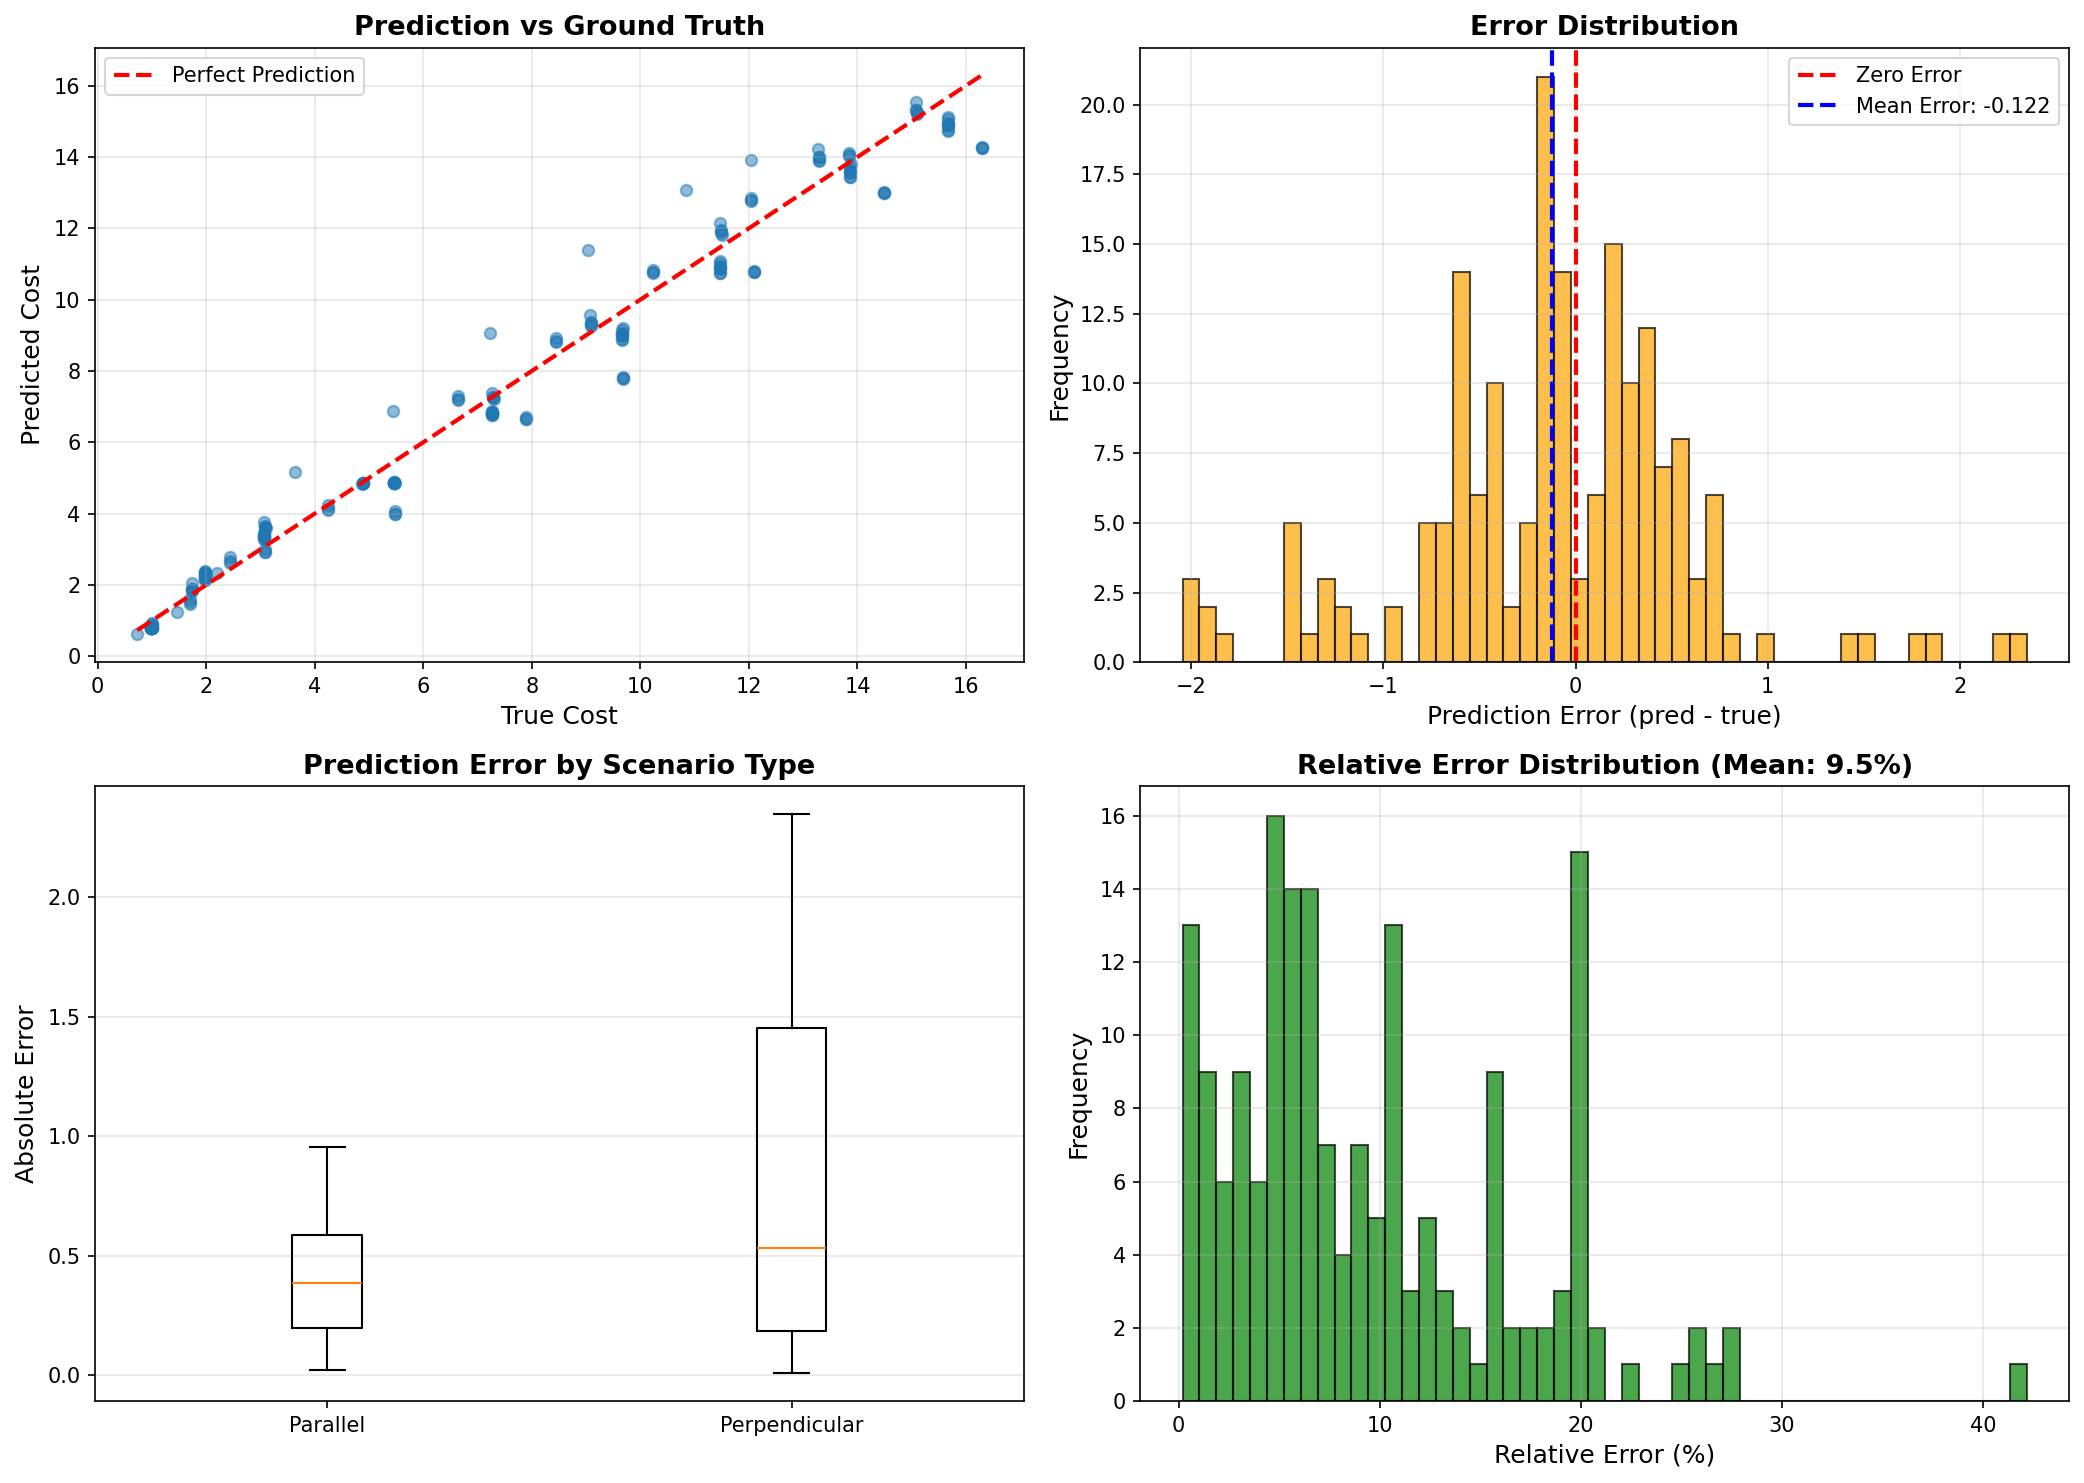 Prediction vs Ground Truth
Perfect Prediction
Predicted Cost
16
14
12
10
8
6
4
2
0
0 2 4 6 8 10 12 14 16
True Cost
Error Distribution
Zero Error
Mean Error: -0.122
Frequency
20.0
17.5
15.0
12.5
10.0
7.5
5.0
2.5
0.0
−2 −1 0 1 2
Prediction Error (pred - true)
Prediction Error by Scenario Type
Absolute Error
2.0
1.5
1.0
0.5
0.0
Parallel Perpendicular
Relative Error Distribution (Mean: 9.5%)
Frequency
16
14
12
10
8
6
4
2
0
0 10 20 30 40
Relative Error (%)